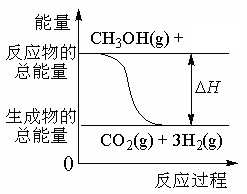 能量
CH₃OH(g) +
反应物的
总能量
ΔH
生成物的
总能量
CO₂(g) + 3H₂(g)
0
反应过程